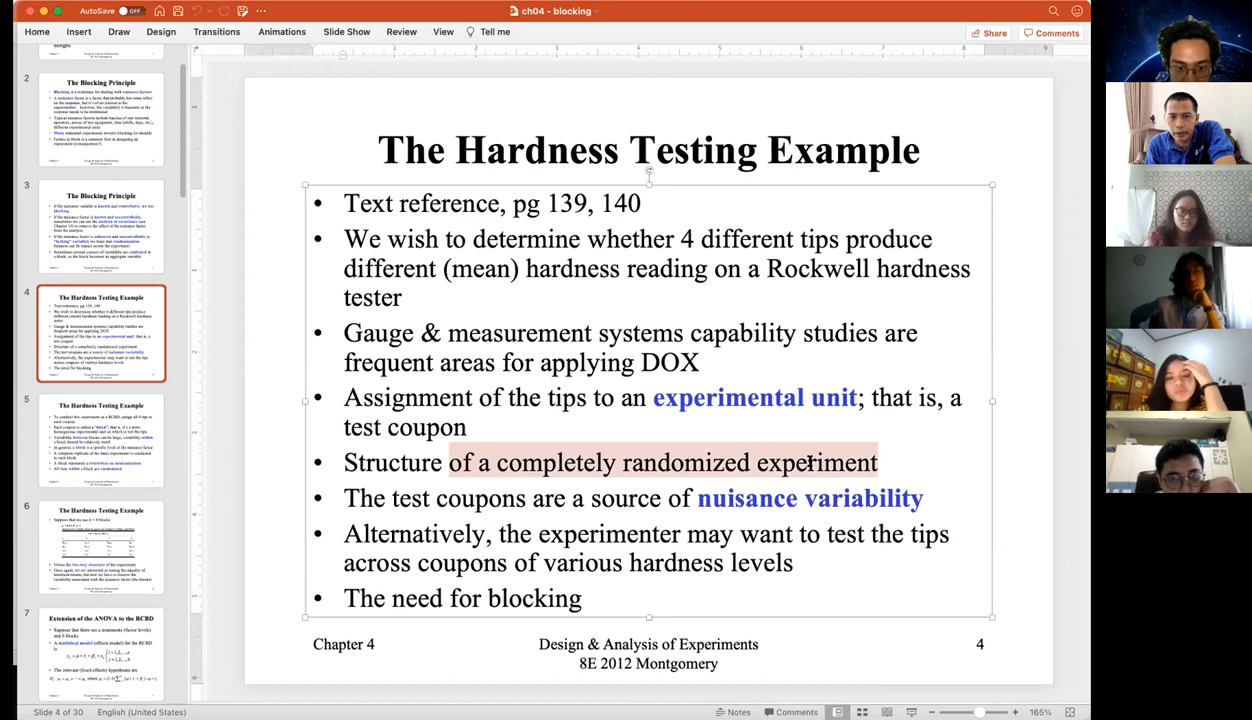 AutoSave OFF
ch04 - blocking
Home Insert Draw Design Transitions Animations Slide Show Review View Tell me
Share Comments
2
The Blocking Principle
3
The Blocking Principle
4
The Hardness Testing Example
5
The Hardness Testing Example
6
The Hardness Testing Example
7
Extension of the ANOVA to the RCBD
The Hardness Testing Example
• Text reference, pg 139, 140
• We wish to determine whether 4 different tips produce
different (mean) hardness reading on a Rockwell hardness
tester
• Gauge & measurement systems capability studies are
frequent areas for applying DOX
• Assignment of the tips to an experimental unit; that is, a
test coupon
• Structure of a completely randomized experiment
• The test coupons are a source of nuisance variability
• Alternatively, the experimenter may want to test the tips
across coupons of various hardness levels
• The need for blocking
Chapter 4
Design & Analysis of Experiments
8E 2012 Montgomery
4
Slide 4 of 30 English (United States) Notes Comments 165%